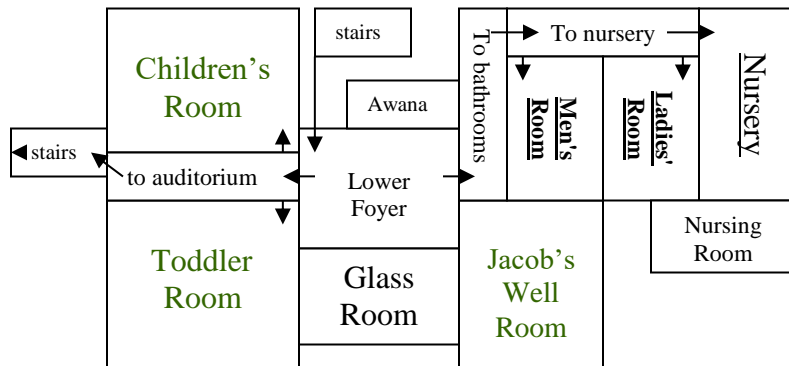 stairs
To nursery
To bathrooms
Children’s
Room
Awana
Men's
Room
Ladies'
Room
Nursery
stairs
to auditorium
Lower
Foyer
Nursing
Room
Toddler
Room
Glass
Room
Jacob’s
Well
Room